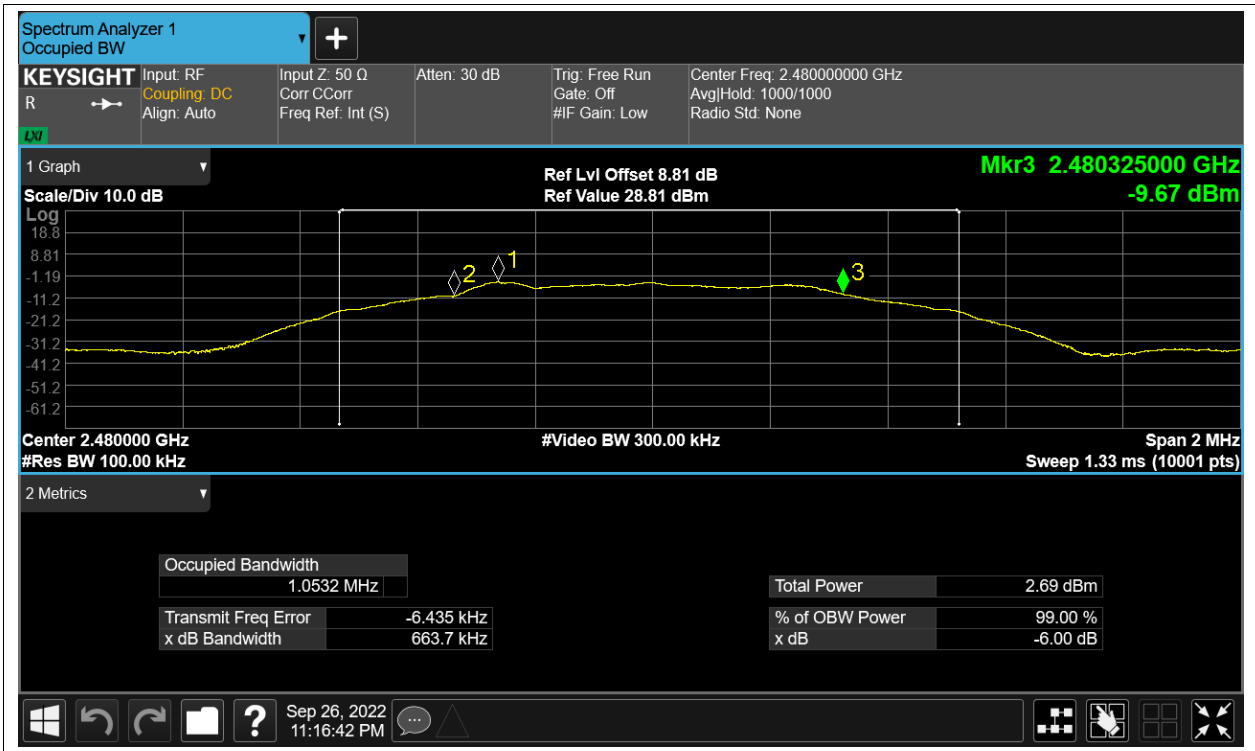 Spectrum Analyzer 1
Occupied BW
KEYSIGHT
R
LXI
Input: RF
Coupling: DC
Align: Auto
Input Z: 50 Ω
Corr CCorr
Freq Ref: Int (S)
Atten: 30 dB
Trig: Free Run
Gate: Off
#IF Gain: Low
Center Freq: 2.480000000 GHz
Avg|Hold: 1000/1000
Radio Std: None
1 Graph
Scale/Div 10.0 dB
Ref Lvl Offset 8.81 dB
Ref Value 28.81 dBm
Mkr3 2.480325000 GHz
-9.67 dBm
Log
18.8
8.81
-1.19
-11.2
-21.2
-31.2
-41.2
-51.2
-61.2
2
1
3
Center 2.480000 GHz
#Res BW 100.00 kHz
#Video BW 300.00 kHz
Span 2 MHz
Sweep 1.33 ms (10001 pts)
2 Metrics
Occupied Bandwidth
1.0532 MHz
Transmit Freq Error -6.435 kHz
x dB Bandwidth 663.7 kHz
Total Power 2.69 dBm
% of OBW Power 99.00 %
x dB -6.00 dB
?
Sep 26, 2022
11:16:42 PM